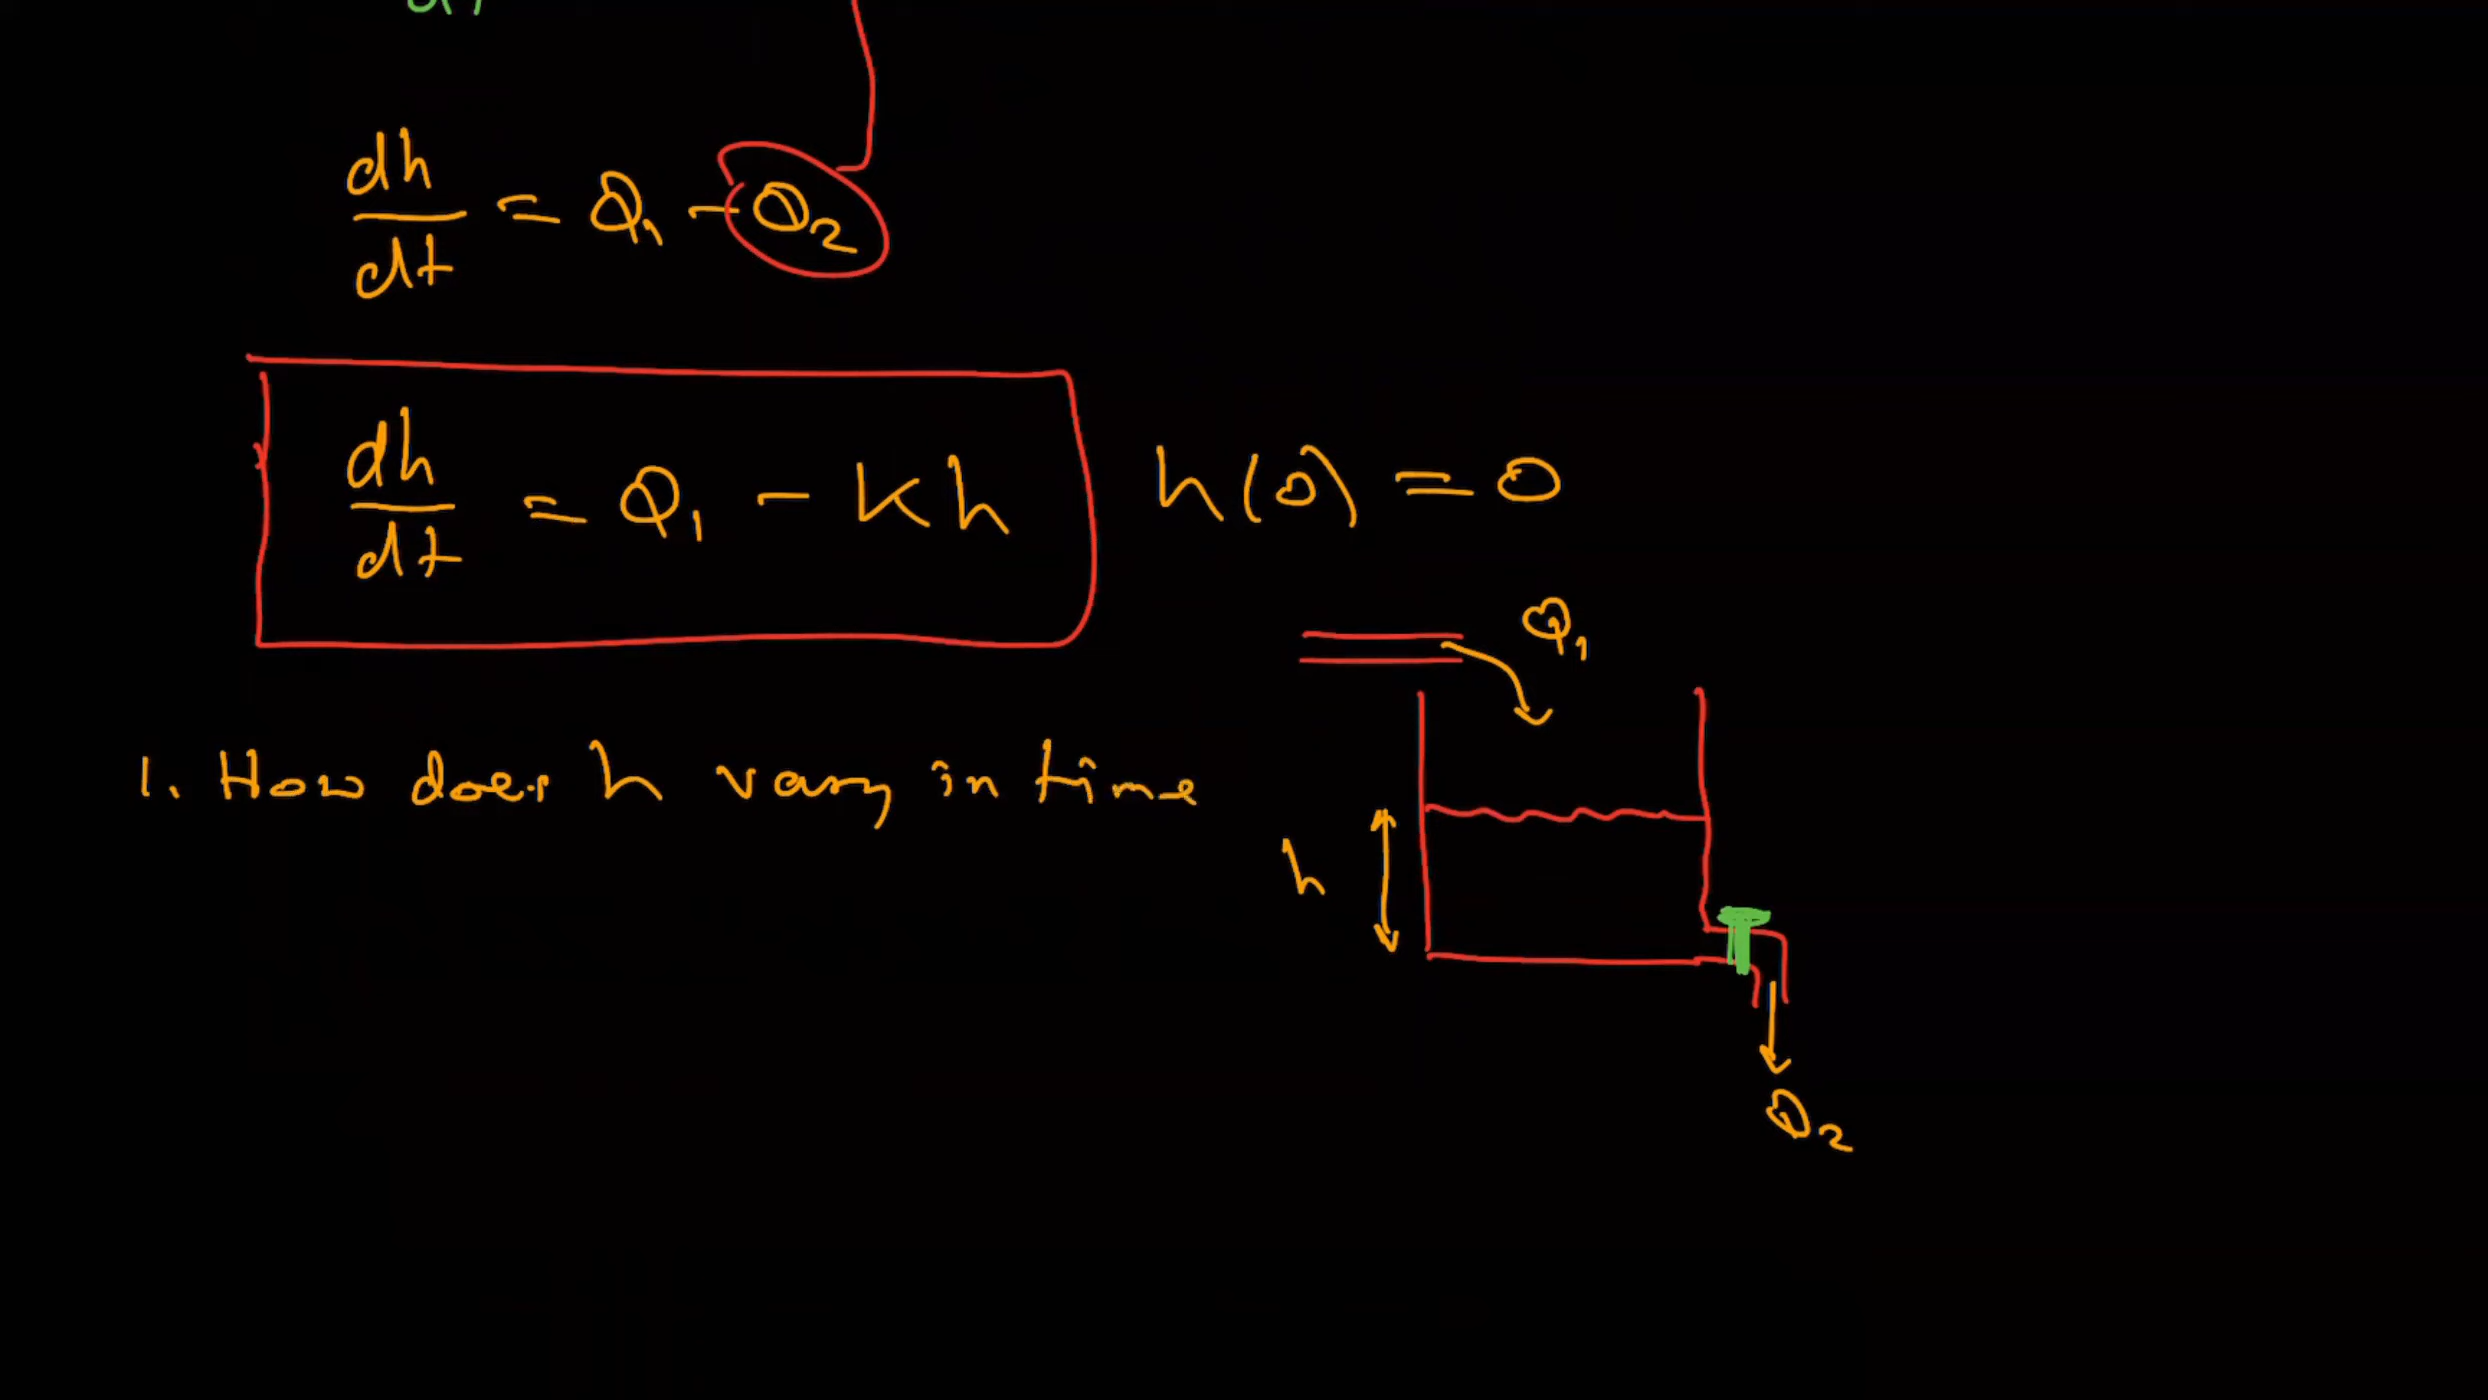 dh/dt = Q₁ - Q₂
dh/dt = Q₁ - Kh h(0) = 0
Q₁
1. How does h vary in time
h
Q₂